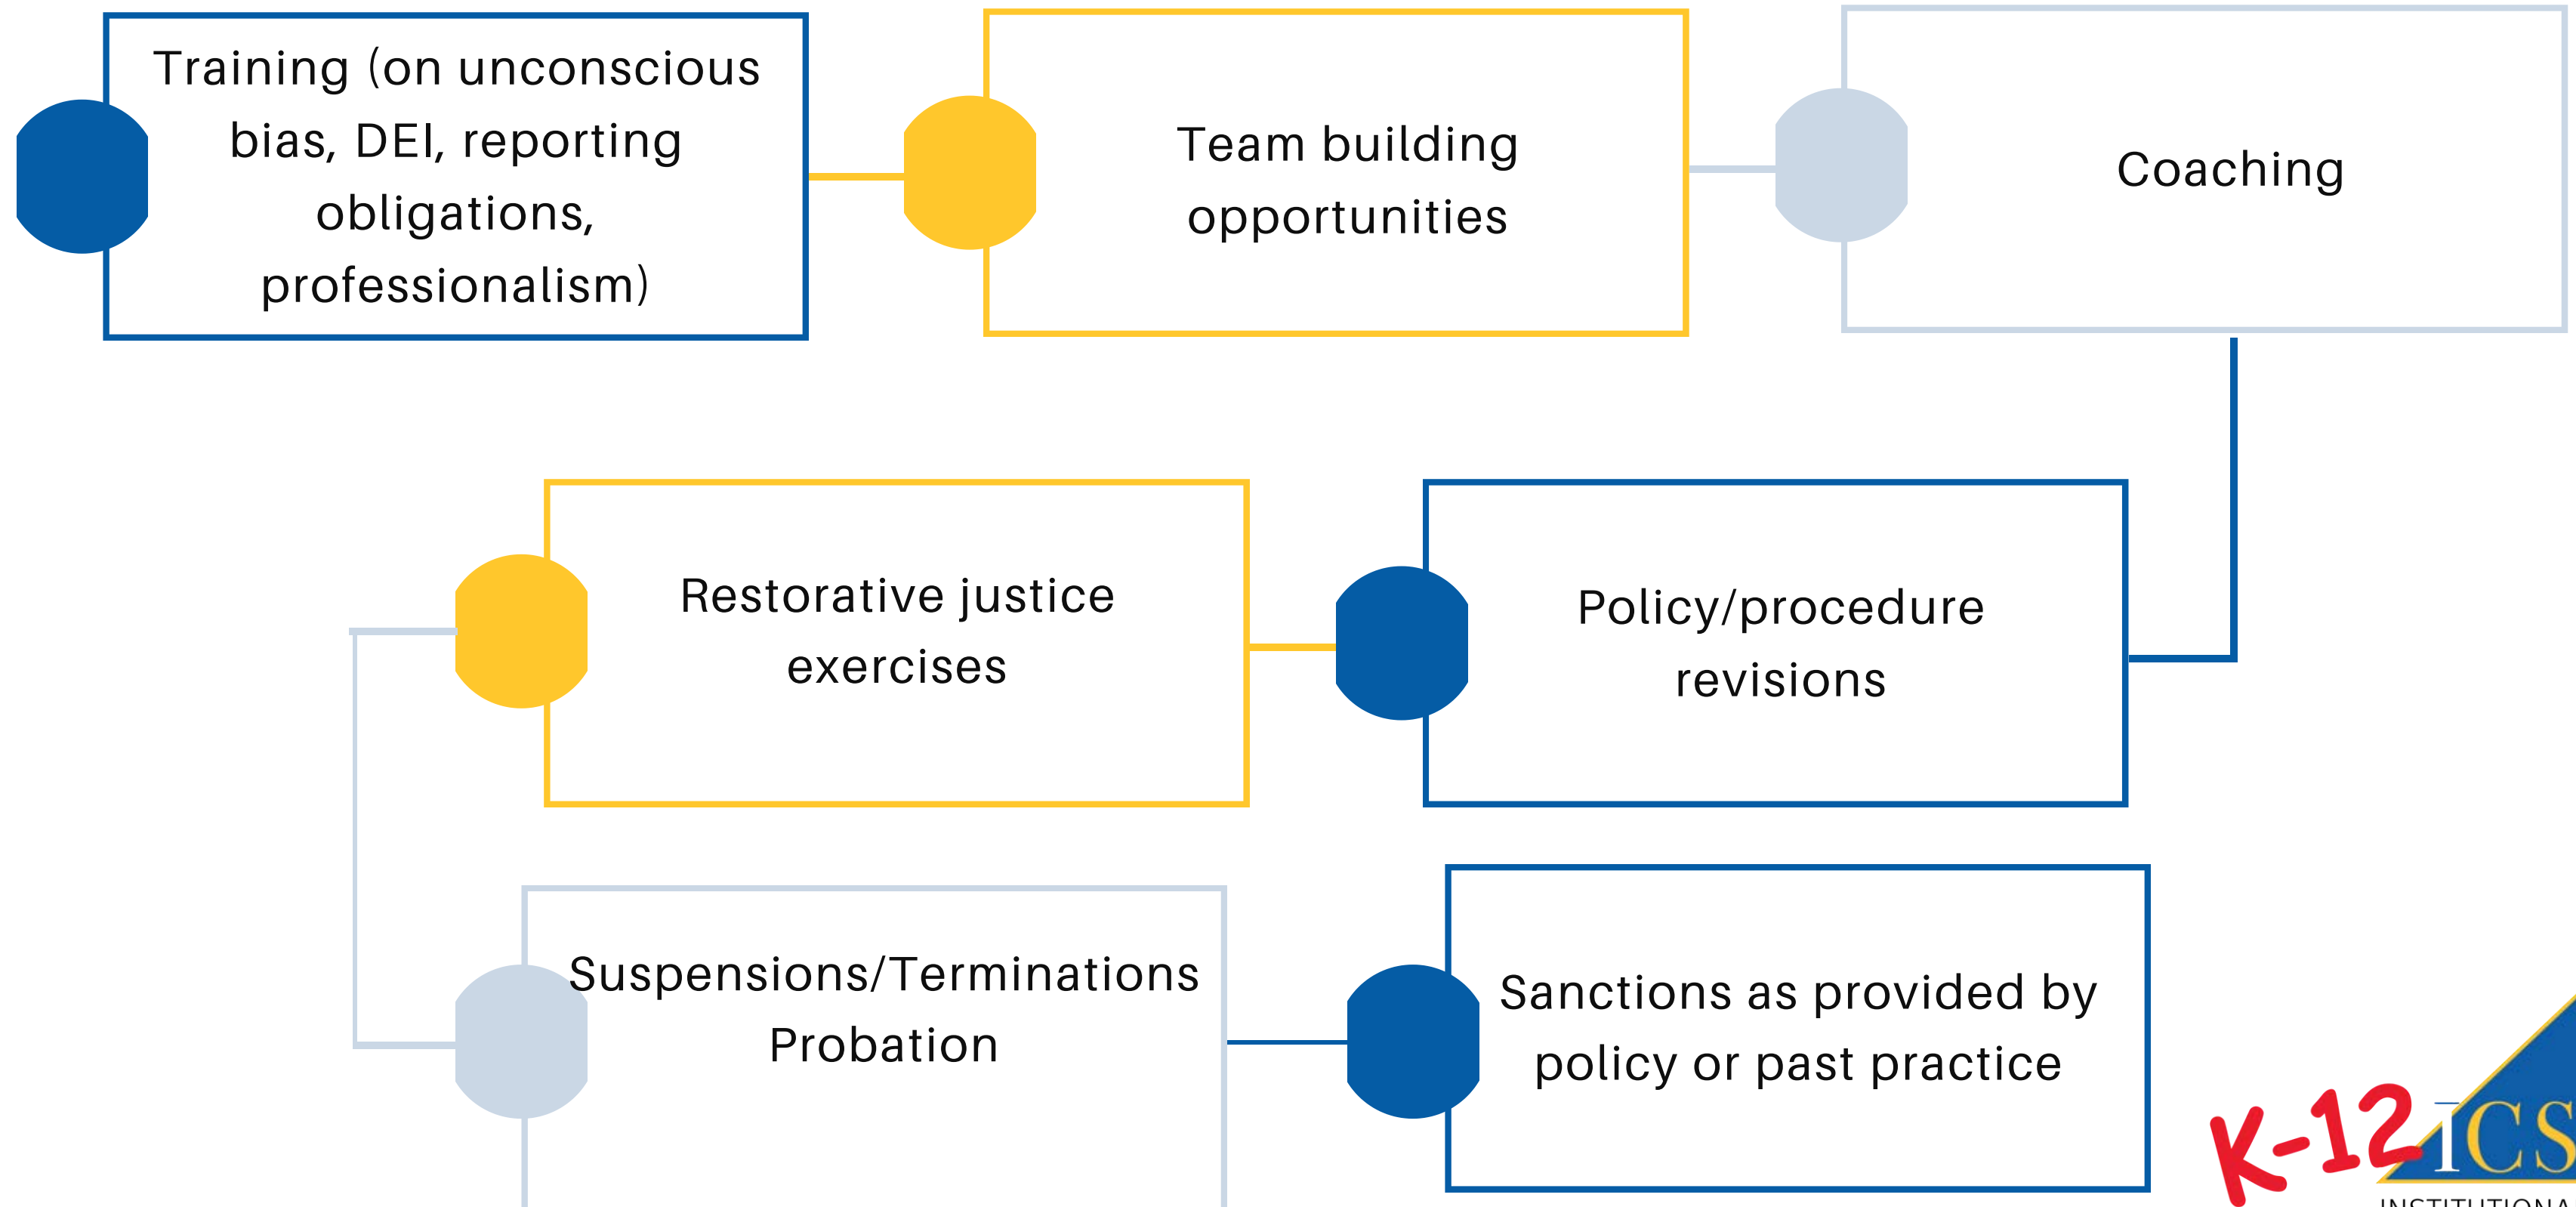 Training (on unconscious
bias, DEI, reporting
obligations,
professionalism)
Team building
opportunities
Coaching
Restorative justice
exercises
Policy/procedure
revisions
Suspensions/Terminations
Probation
Sanctions as provided by
policy or past practice
K-12
ICS